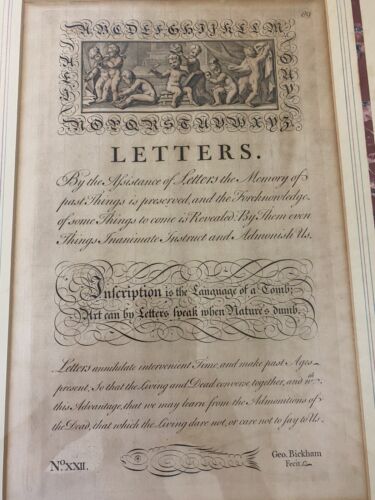 69
A B C D E F G H I J K L M
N O P Q R S T U V W X Y Z.
LETTERS.
By the Assistance of Letters the Memory of
past Things is preserved, and the Foreknowledge
of some Things to come is Revealed. By Them even
Things Inanimate Instruct and Admonish Us.
Inscription is the Language of a Tomb;
Art can by Letters speak when Nature's dumb.
Letters annihilate intervenient Time, and make past Ages
present, So that the Living and Dead converse together, and wth.
this Advantage, that we may learn from the Admonitions of
the Dead, that which the Living dare not, or care not to say to Us.
No. XXII.
Geo. Bickham
Fecit.